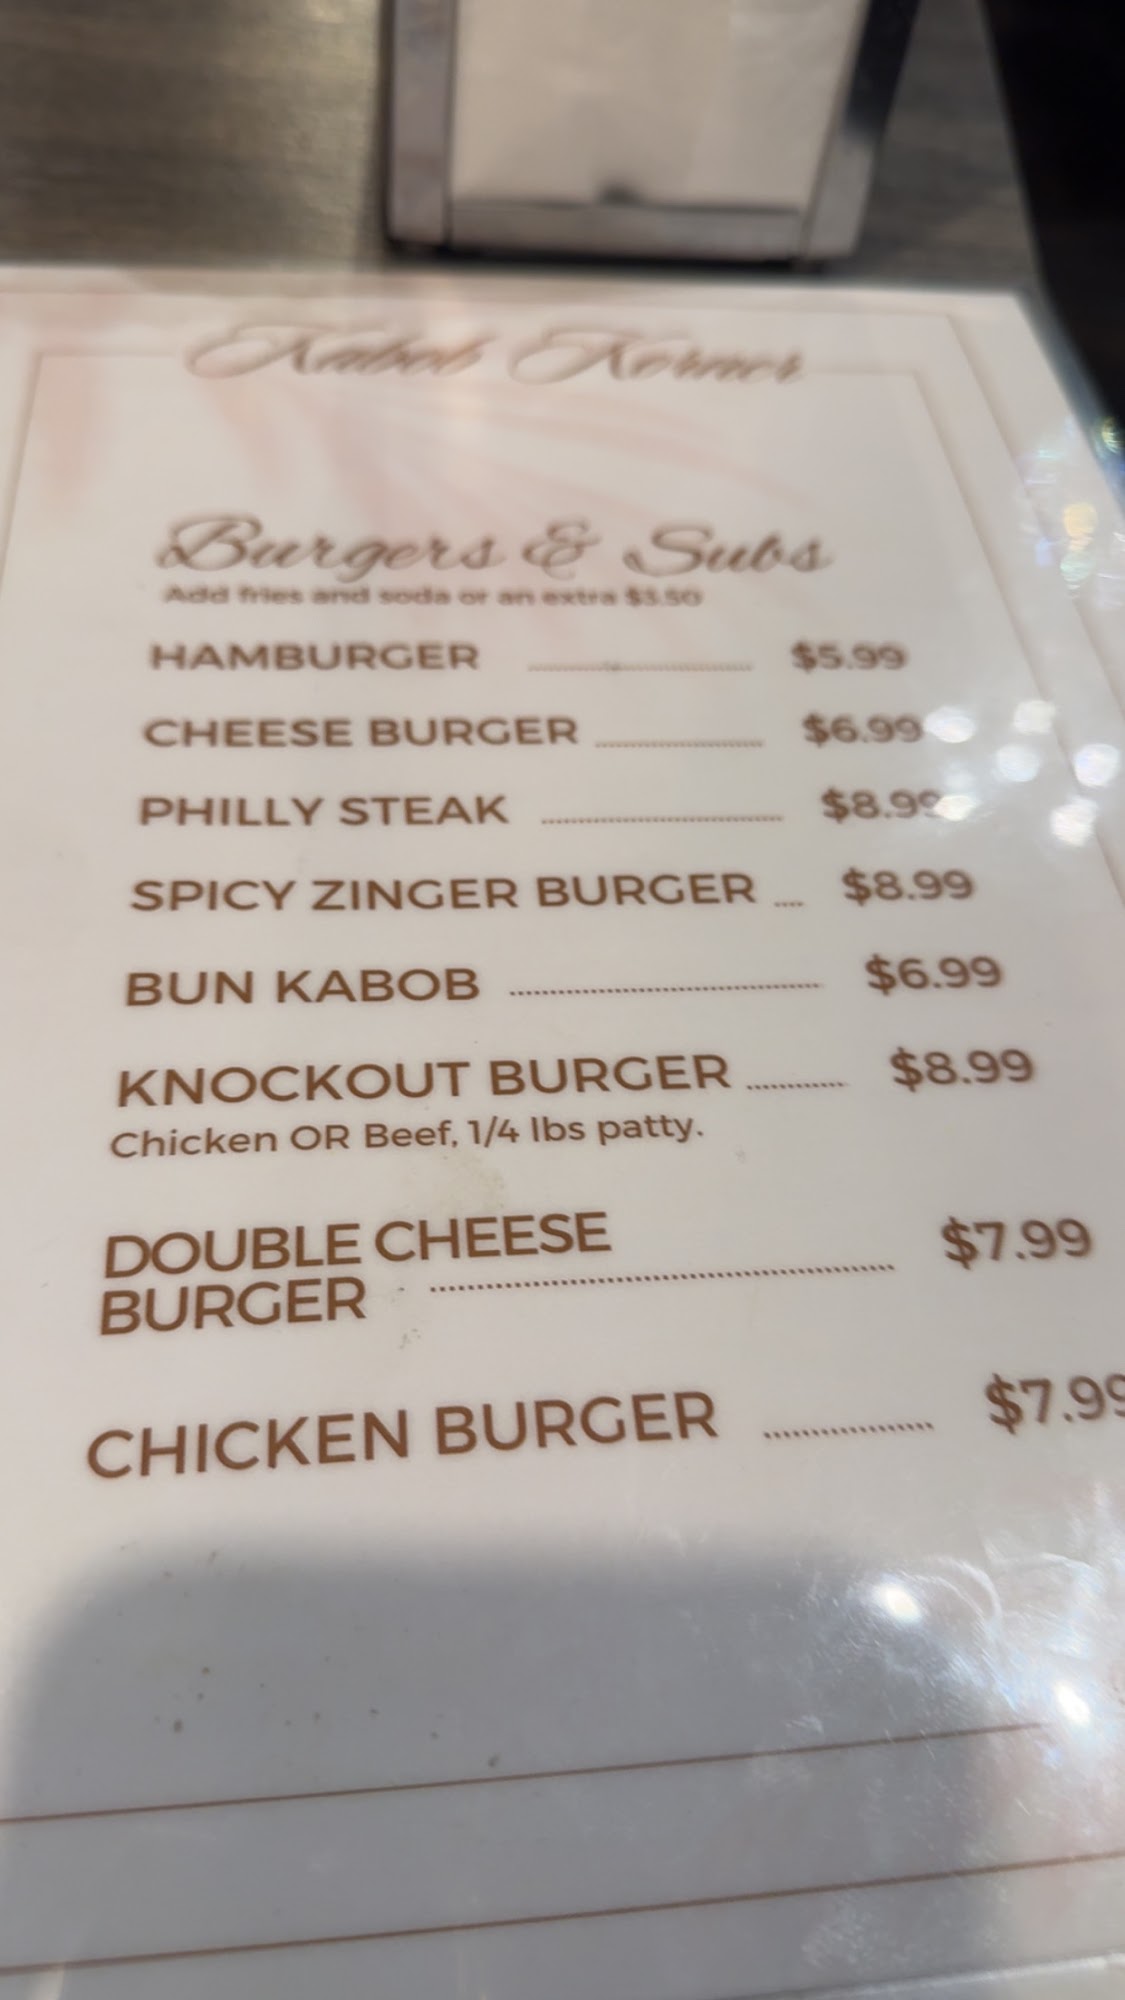 Kabob Korner
Burgers & Subs
Add fries and soda or an extra $3.50
HAMBURGER ........ $5.99
CHEESE BURGER ........ $6.99
PHILLY STEAK ........ $8.99
SPICY ZINGER BURGER .... $8.99
BUN KABOB ........ $6.99
KNOCKOUT BURGER ........ $8.99
Chicken OR Beef, 1/4 lbs patty.
DOUBLE CHEESE
BURGER ........ $7.99
CHICKEN BURGER ........ $7.99